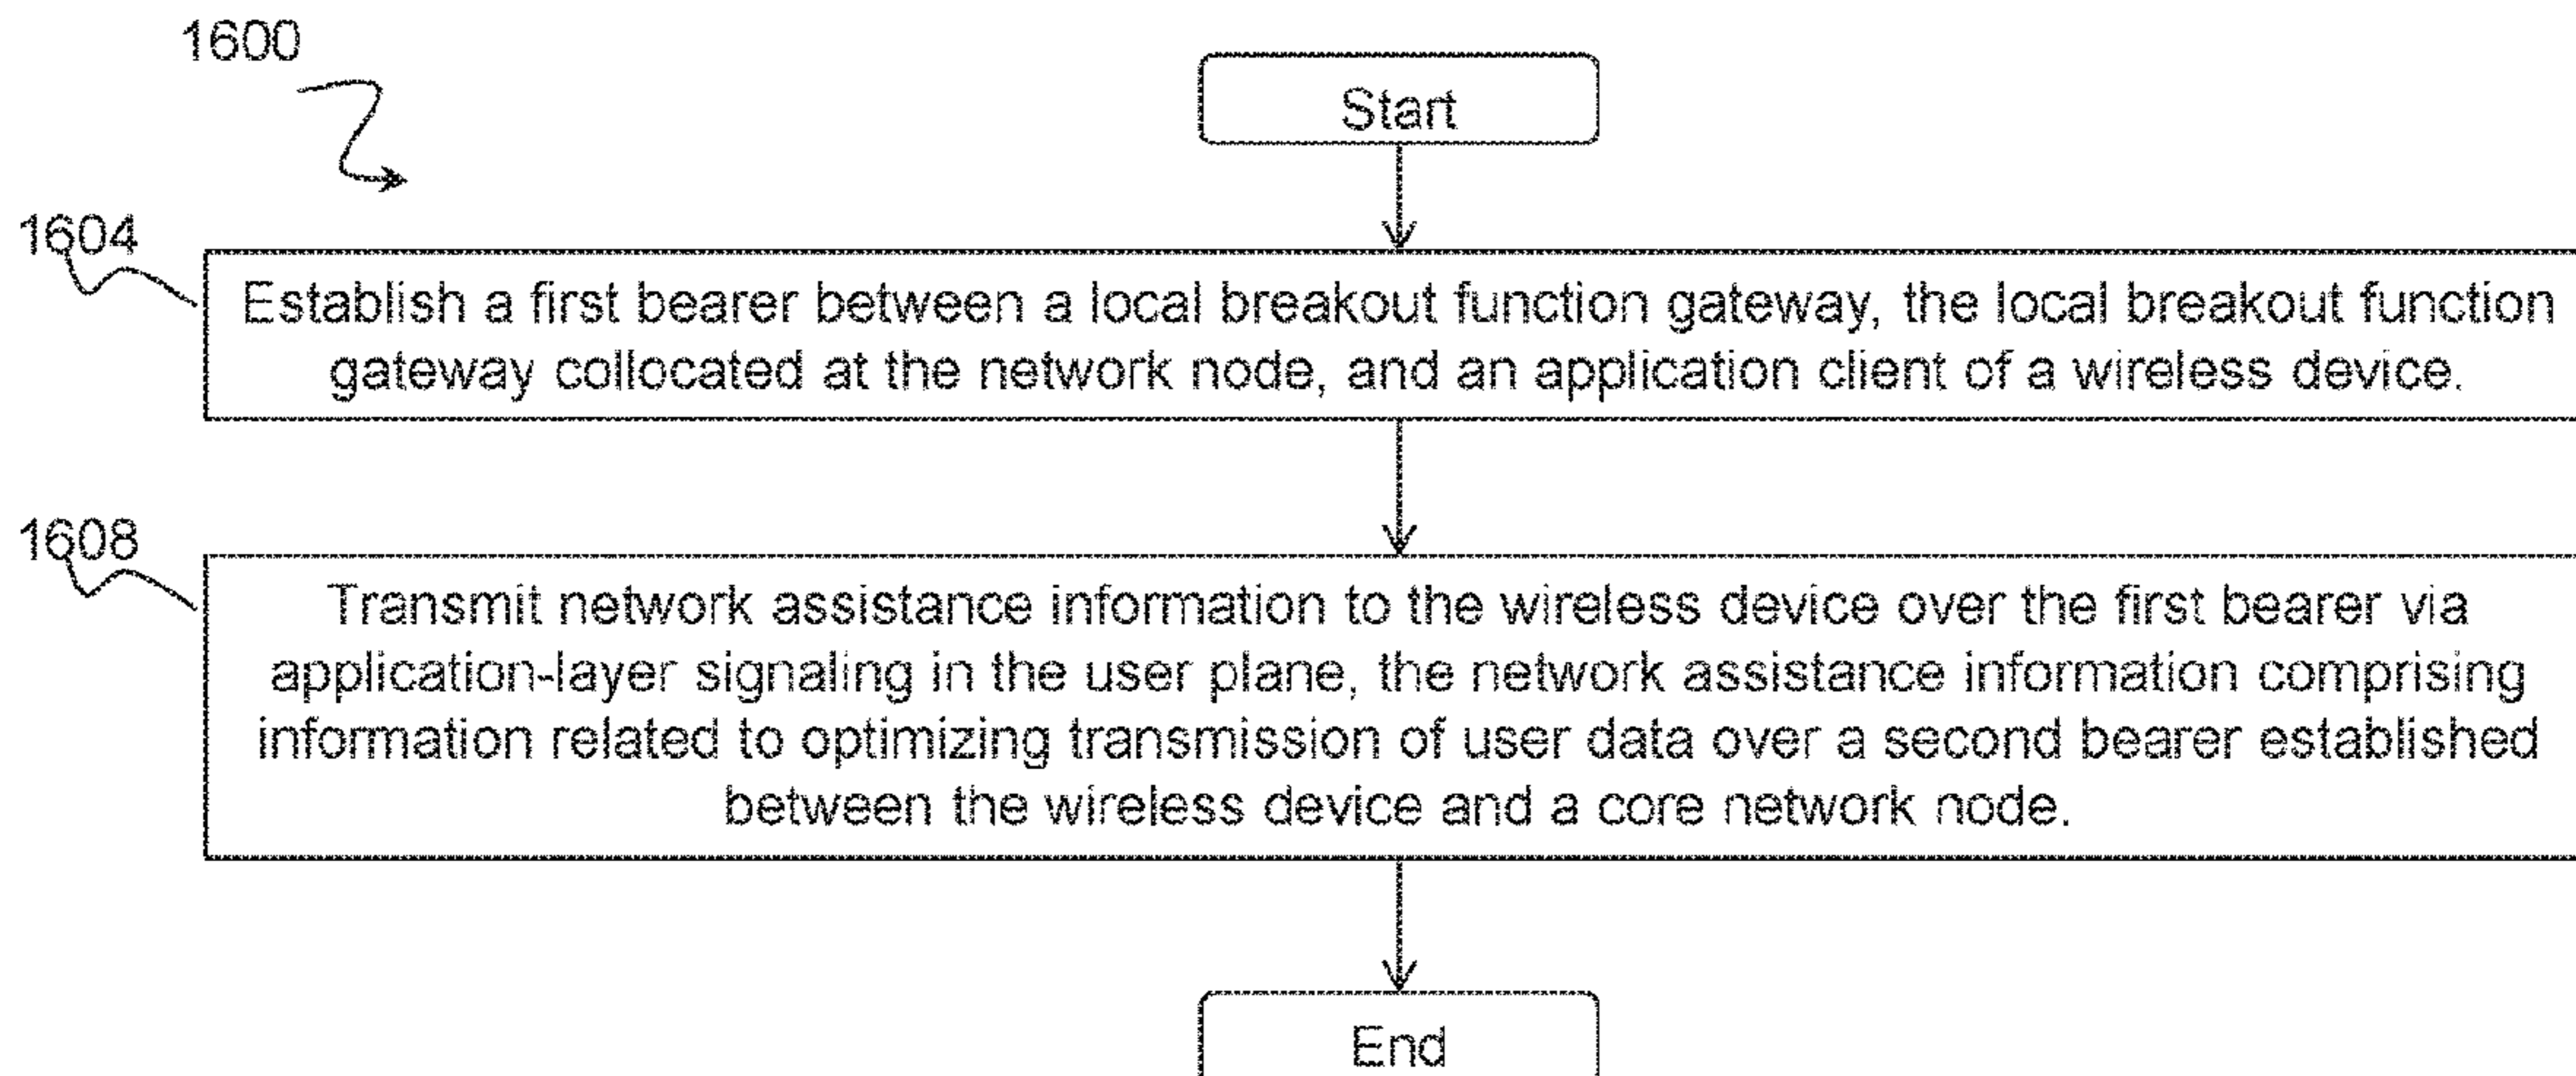 1600
Start
1604
Establish a first bearer between a local breakout function gateway, the local breakout function
gateway collocated at the network node, and an application client of a wireless device.
1608
Transmit network assistance information to the wireless device over the first bearer via
application-layer signaling in the user plane, the network assistance information comprising
information related to optimizing transmission of user data over a second bearer established
between the wireless device and a core network node.
End